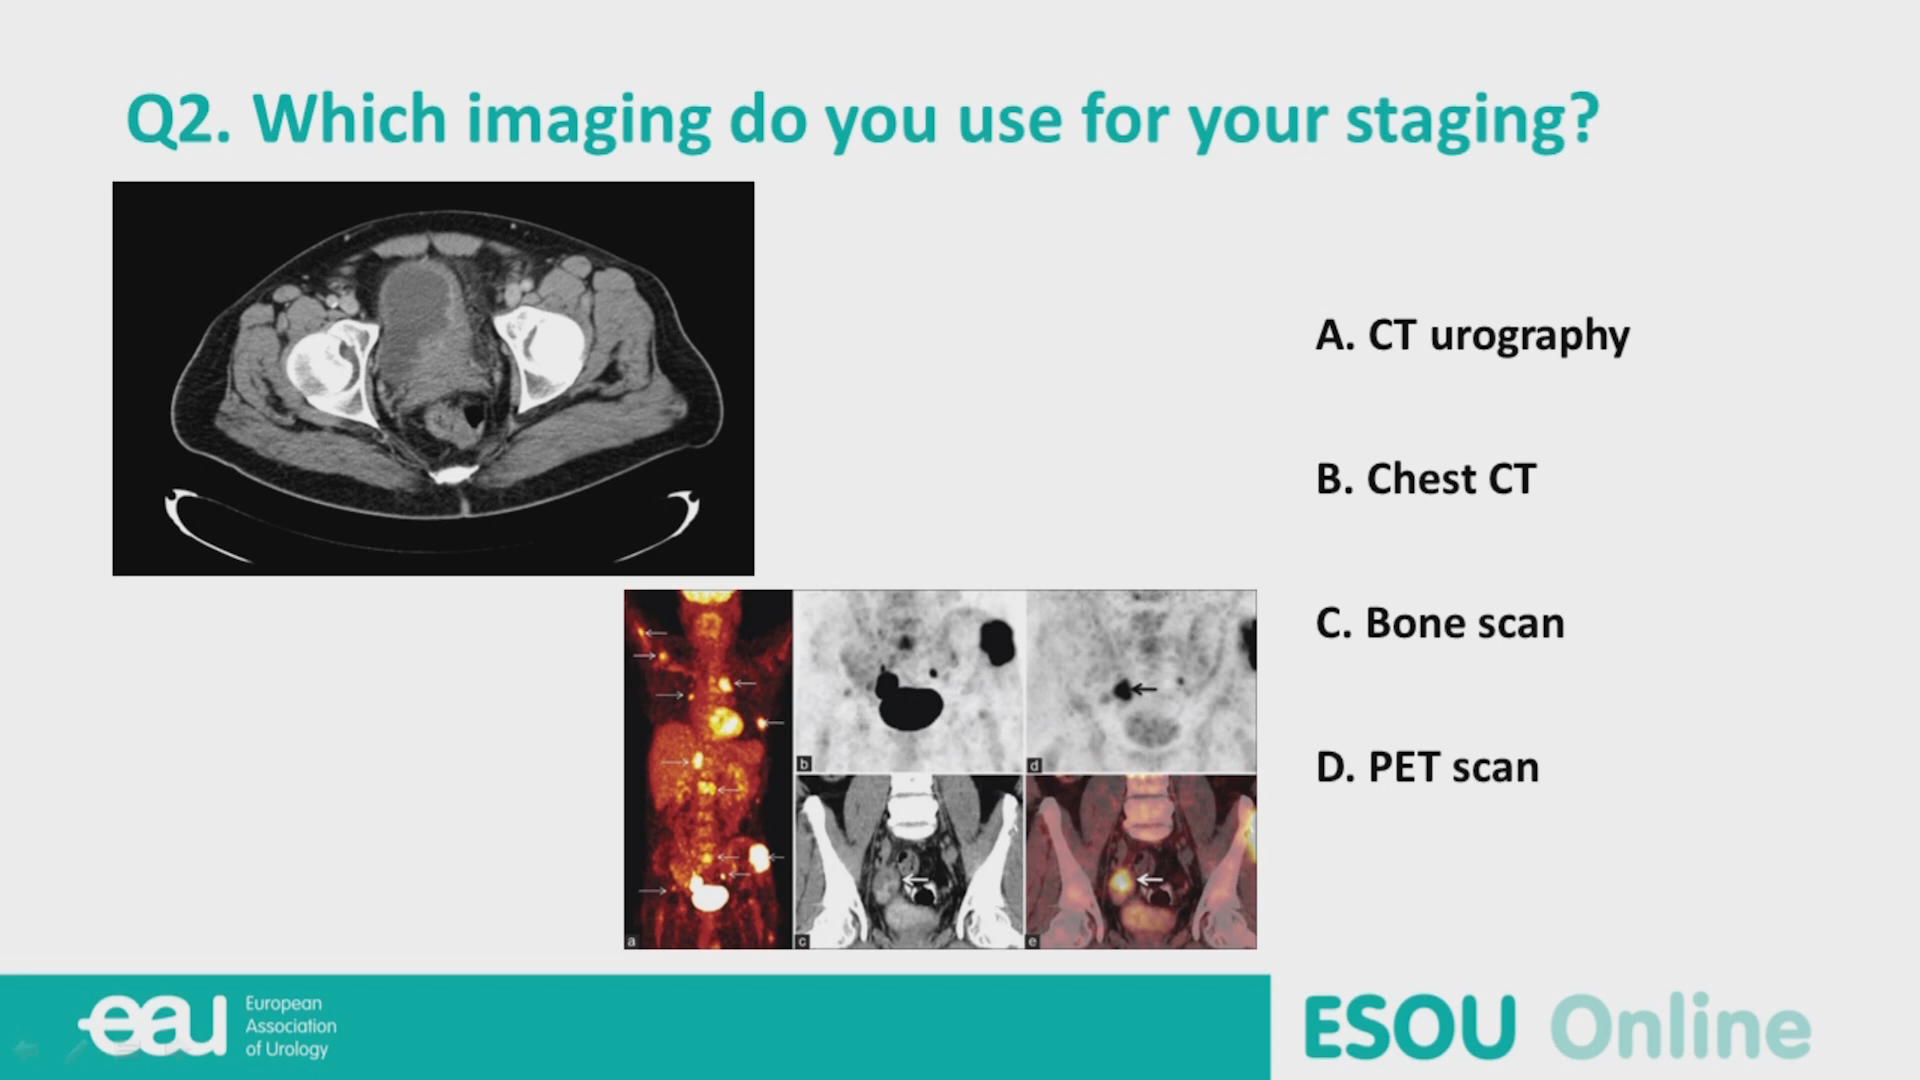 Q2. Which imaging do you use for your staging?
A. CT urography
B. Chest CT
C. Bone scan
D. PET scan
a
b
d
c
e
eau
European
Association
of Urology
ESOU Online